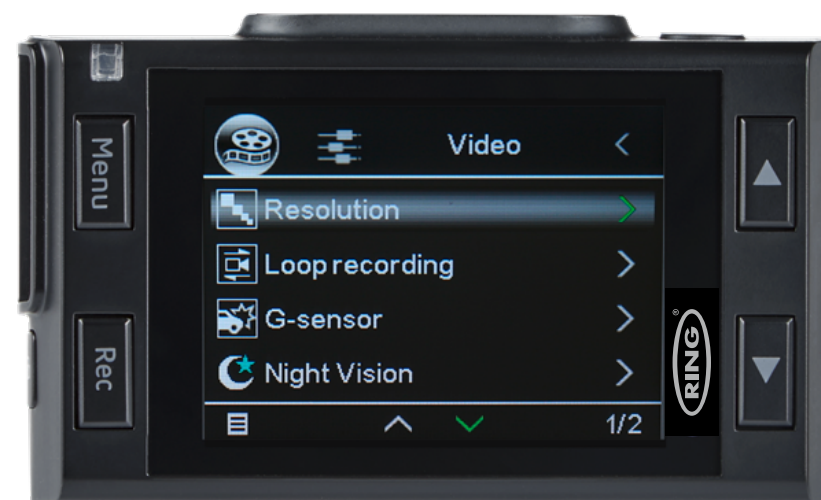 Menu
Rec
Video
Resolution
Loop recording
G-sensor
Night Vision
1/2
RING®